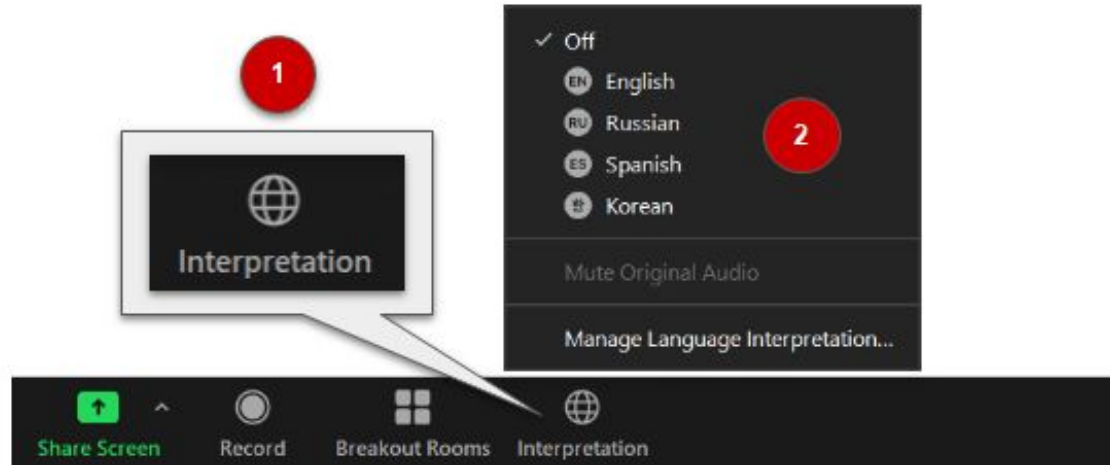 1
Interpretation
Off
EN English
RU Russian
2
ES Spanish
한 Korean
Mute Original Audio
Manage Language Interpretation...
Share Screen
Record
Breakout Rooms
Interpretation